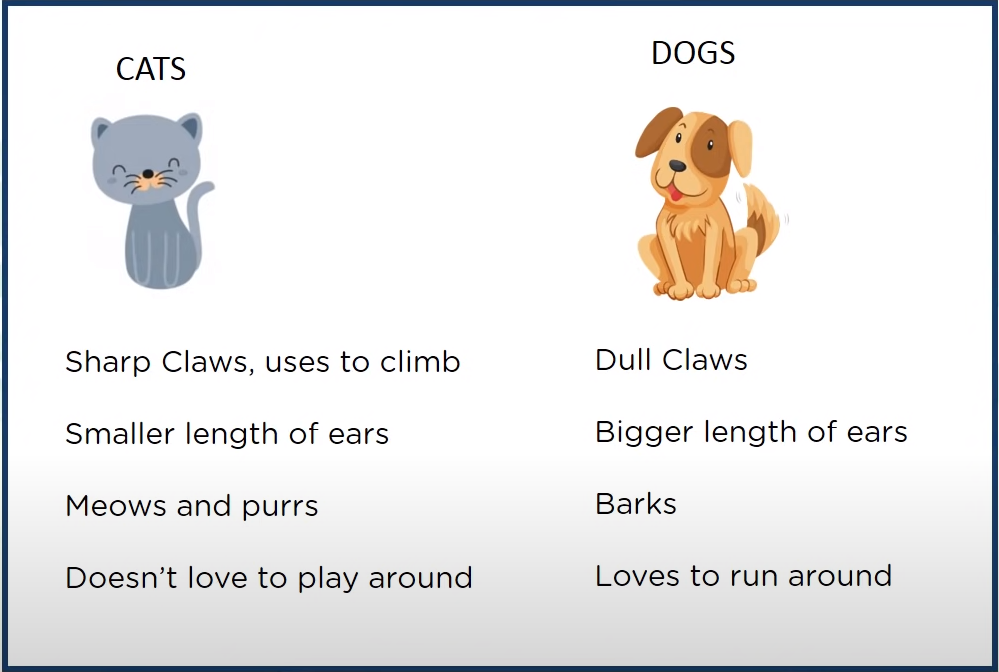 CATS
Sharp Claws, uses to climb
Smaller length of ears
Meows and purrs
Doesn’t love to play around
DOGS
Dull Claws
Bigger length of ears
Barks
Loves to run around